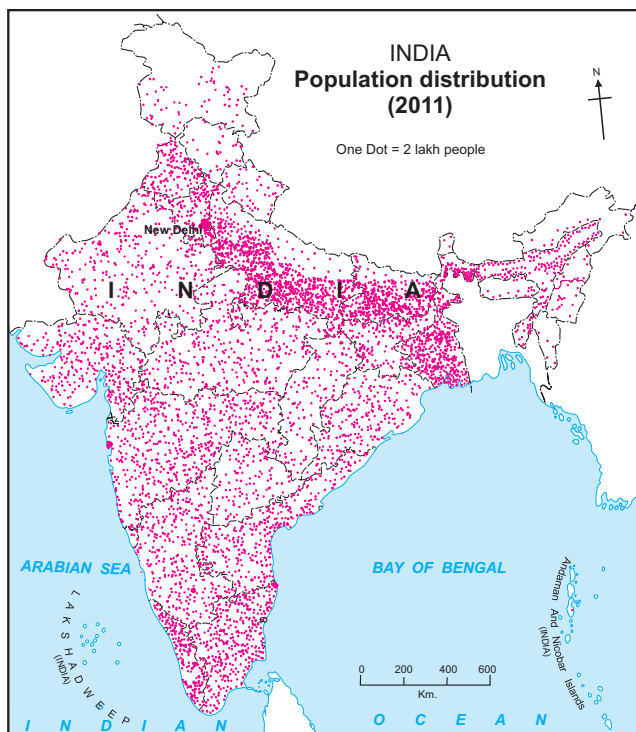 INDIA
Population distribution
(2011)
N
One Dot = 2 lakh people
New Delhi
I N D I A
ARABIAN SEA
BAY OF BENGAL
LAKSHADWEEP
(INDIA)
Andaman And Nicobar Islands
(INDIA)
0 200 400 600
Km.
I N D I A N O C E A N